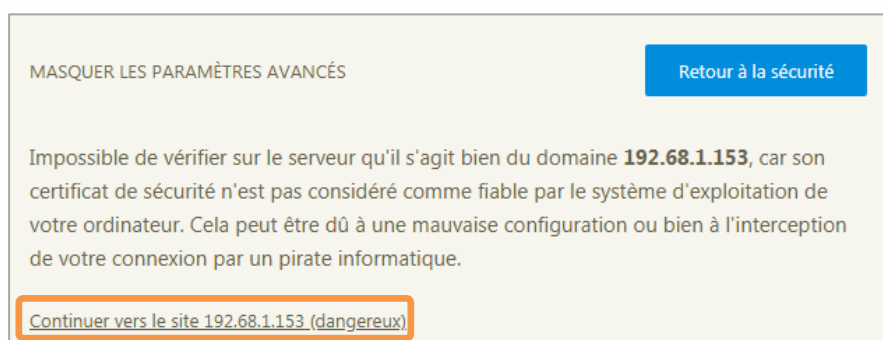 MASQUER LES PARAMÈTRES AVANCÉS
Retour à la sécurité
Impossible de vérifier sur le serveur qu'il s'agit bien du domaine 192.68.1.153, car son
certificat de sécurité n'est pas considéré comme fiable par le système d'exploitation de
votre ordinateur. Cela peut être dû à une mauvaise configuration ou bien à l'interception
de votre connexion par un pirate informatique.
Continuer vers le site 192.68.1.153 (dangereux)